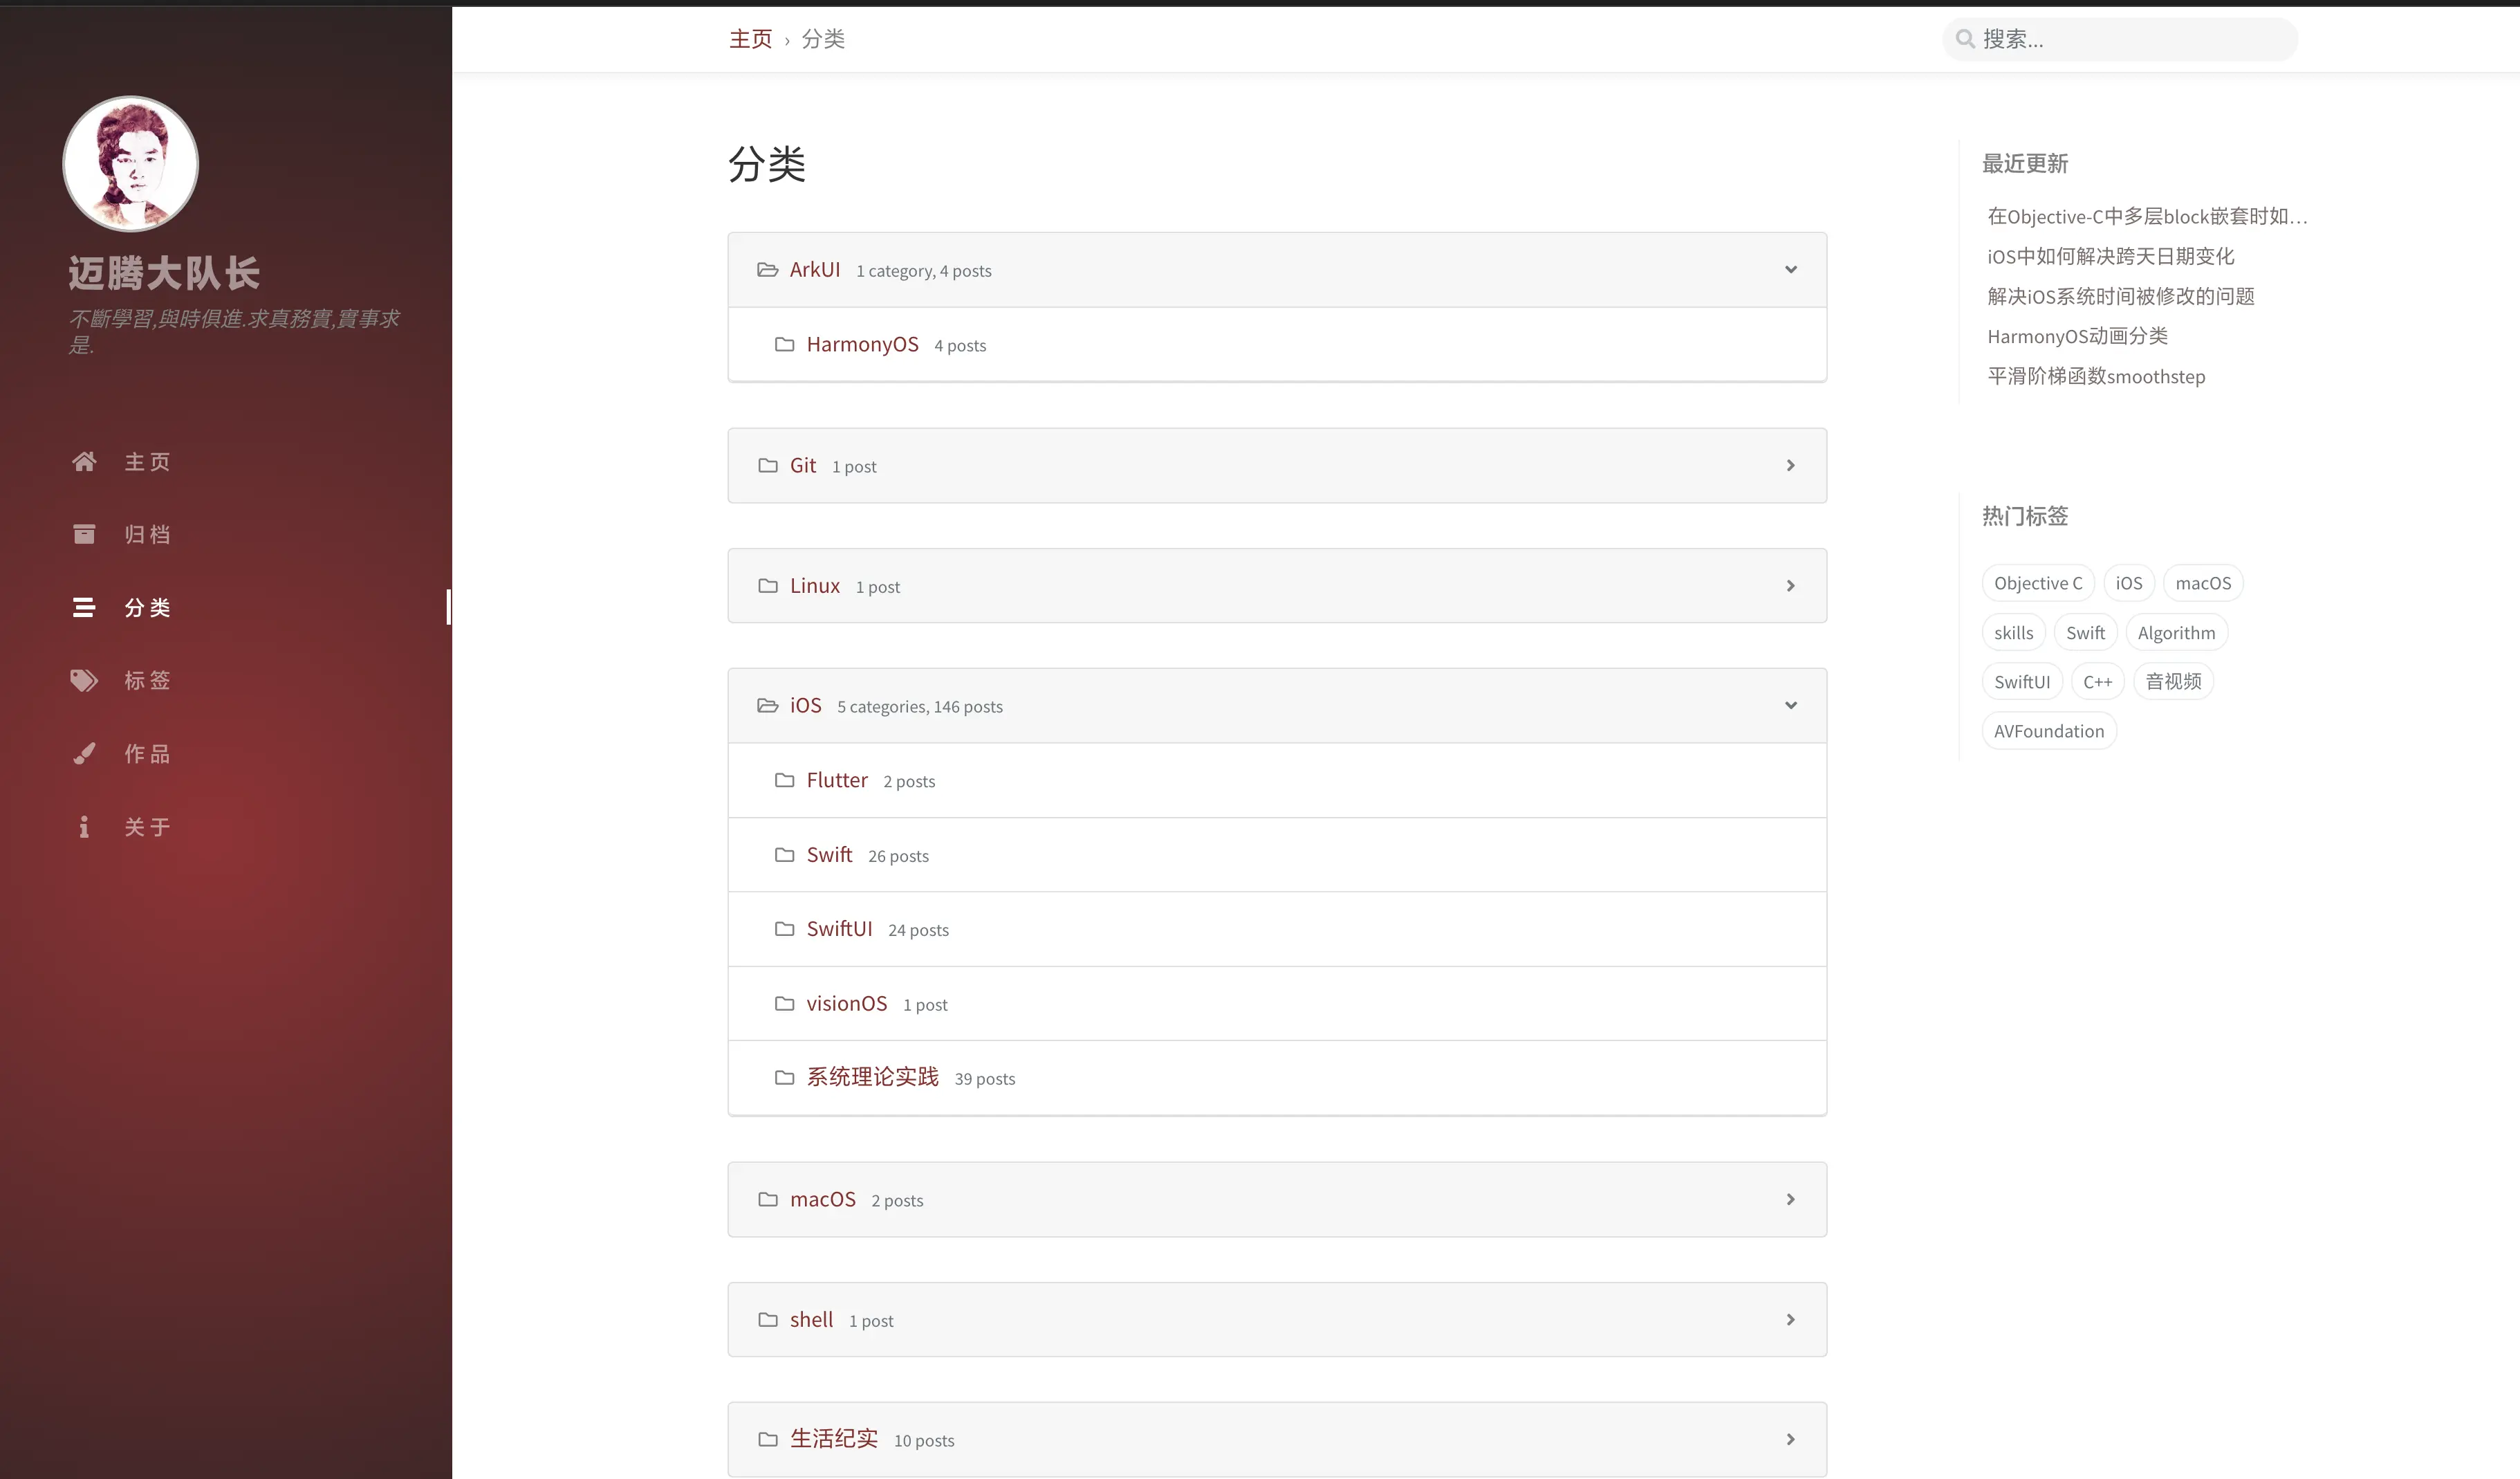 迈腾大队长
不斷學習,與時俱進.求真務實,實事求
是.
主页
归档
分类
标签
作品
关于
主页 › 分类
搜索...
分类
ArkUI 1 category, 4 posts
HarmonyOS 4 posts
Git 1 post
Linux 1 post
iOS 5 categories, 146 posts
Flutter 2 posts
Swift 26 posts
SwiftUI 24 posts
visionOS 1 post
系统理论实践 39 posts
macOS 2 posts
shell 1 post
生活纪实 10 posts
最近更新
在Objective-C中多层block嵌套时如...
iOS中如何解决跨天日期变化
解决iOS系统时间被修改的问题
HarmonyOS动画分类
平滑阶梯函数smoothstep
热门标签
Objective C iOS macOS
skills Swift Algorithm
SwiftUI C++ 音视频
AVFoundation